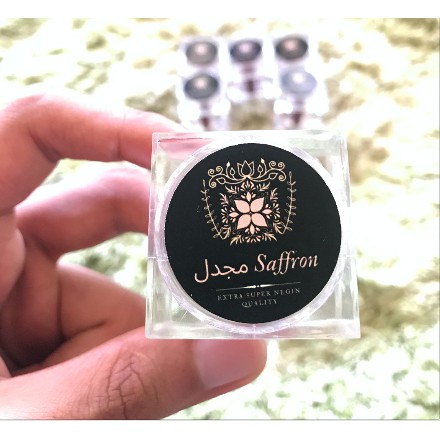 مجدل Saffron
EXTRA SUPER NEGIN
QUALITY